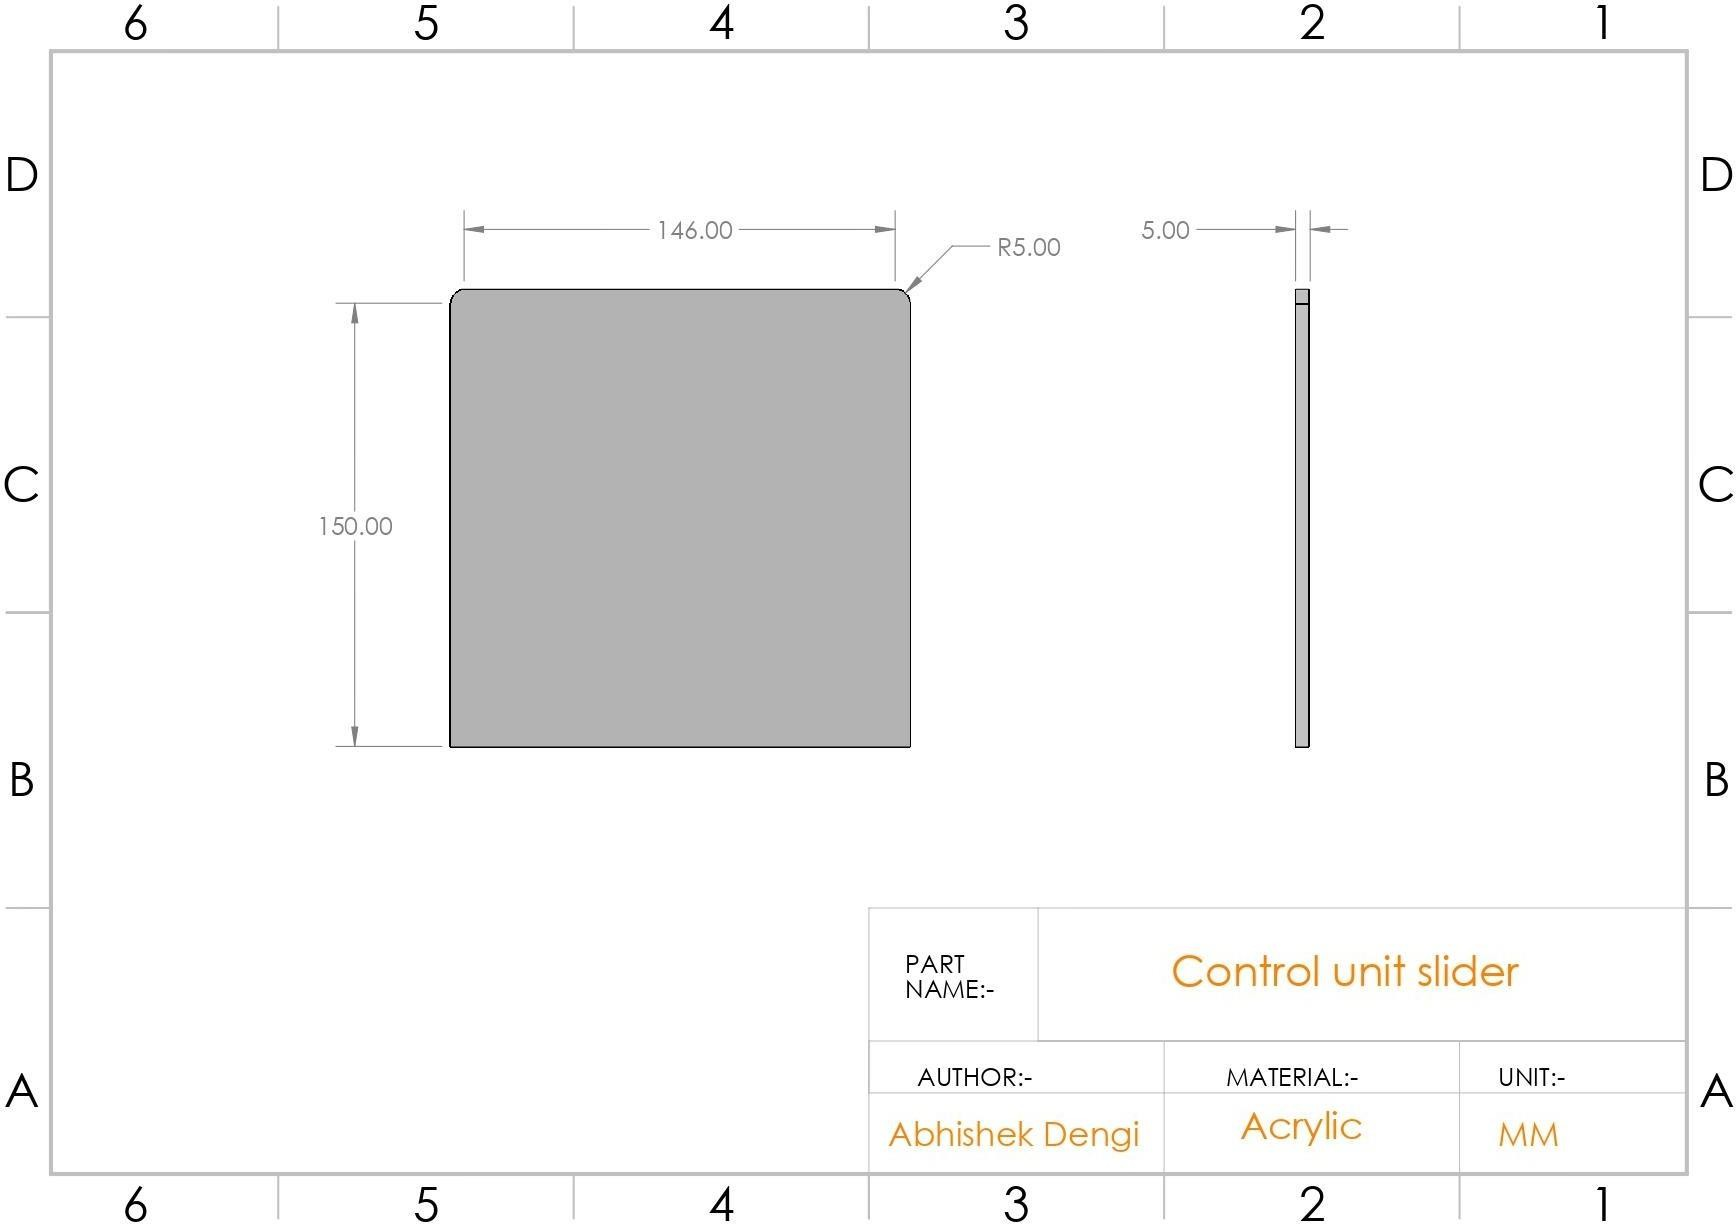 6 5 4 3 2 1
D D
146.00 5.00
R5.00
C C
150.00
B B
PART
NAME:-
Control unit slider
AUTHOR:- MATERIAL:- UNIT:-
A A
Abhishek Dengi Acrylic MM
6 5 4 3 2 1